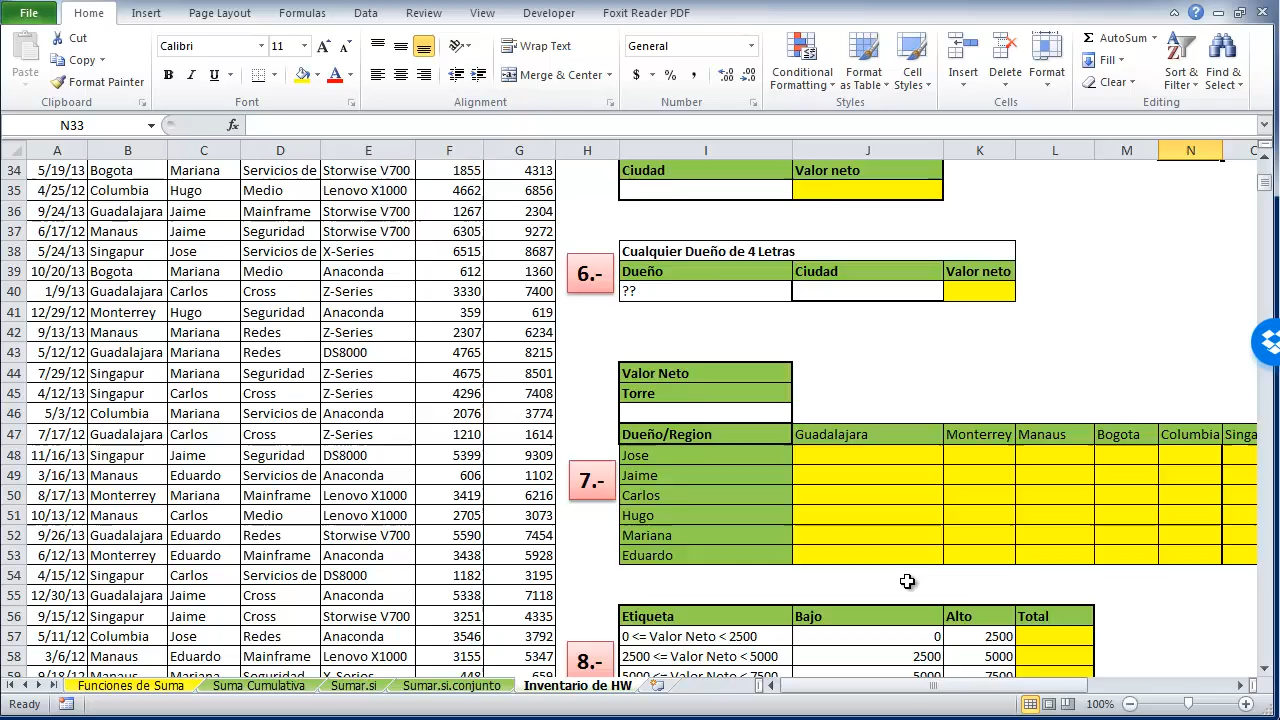 File Home Insert Page Layout Formulas Data Review View Developer Foxit Reader PDF
Paste Cut Copy Format Painter Calibri 11 Wrap Text General AutoSum Fill Clear
B I U Merge & Center $ % , Conditional Formatting Format as Table Cell Styles Insert Delete Format Sort & Filter Find & Select
Clipboard Font Alignment Number Styles Cells Editing
N33 fx
A B C D E F G H I J K L M N
34 5/19/13 Bogota Mariana Servicios de Storwise V700 1855 4313 Ciudad Valor neto
35 4/25/12 Columbia Hugo Medio Lenovo X1000 4662 6856
36 9/24/13 Guadalajara Jaime Mainframe Storwise V700 1267 2304
37 6/17/12 Manaus Jaime Seguridad Storwise V700 6305 9272
38 5/24/13 Singapur Jose Servicios de X-Series 6515 8687 Cualquier Dueño de 4 Letras
39 10/20/13 Bogota Mariana Medio Anaconda 612 1360 6.- Dueño Ciudad Valor neto
40 1/9/13 Guadalajara Carlos Cross Z-Series 3330 7400 ??
41 12/29/12 Monterrey Hugo Seguridad Anaconda 359 619
42 9/13/12 Manaus Mariana Redes Z-Series 2307 6234
43 5/12/12 Guadalajara Mariana Redes DS8000 4765 8215
44 7/29/12 Singapur Mariana Seguridad Z-Series 4675 8501 Valor Neto
45 4/12/13 Singapur Carlos Cross Z-Series 4296 7408 Torre
46 5/3/12 Columbia Mariana Servicios de Anaconda 2076 3774
47 7/17/12 Guadalajara Carlos Cross Z-Series 1210 1614 Dueño/Region Guadalajara Monterrey Manaus Bogota Columbia Singa
48 11/16/13 Singapur Jaime Seguridad DS8000 5399 9309 Jose
49 3/16/13 Manaus Eduardo Redes Anaconda 606 1102 7.- Jaime
50 8/17/13 Monterrey Mariana Mainframe Lenovo X1000 3419 6216 Carlos
51 10/13/12 Manaus Carlos Medio Lenovo X1000 2705 3073 Hugo
52 9/26/13 Guadalajara Eduardo Redes Storwise V700 5590 7454 Mariana
53 6/12/13 Monterrey Eduardo Mainframe Anaconda 3438 5928 Eduardo
54 4/15/12 Singapur Carlos Servicios de DS8000 1182 3195
55 12/30/13 Guadalajara Jaime Cross Anaconda 5338 7118
56 9/15/12 Singapur Jaime Cross Z-Series 3251 4335 Etiqueta Bajo Alto Total
57 5/11/12 Columbia Jose Redes Anaconda 3546 3792 0 <= Valor Neto < 2500 0 2500
58 3/6/12 Manaus Eduardo Mainframe Lenovo X1000 3155 5347 8.- 2500 <= Valor Neto < 5000 2500 5000
59 9/18/12 Manaus Mariana Seguridad Anaconda 448 659 5000 <= Valor Neto < 7500 5000 7500
Funciones de Suma Suma Cumulativa Sumar.si Sumar.si.conjunto Inventario de HW
Ready 100%